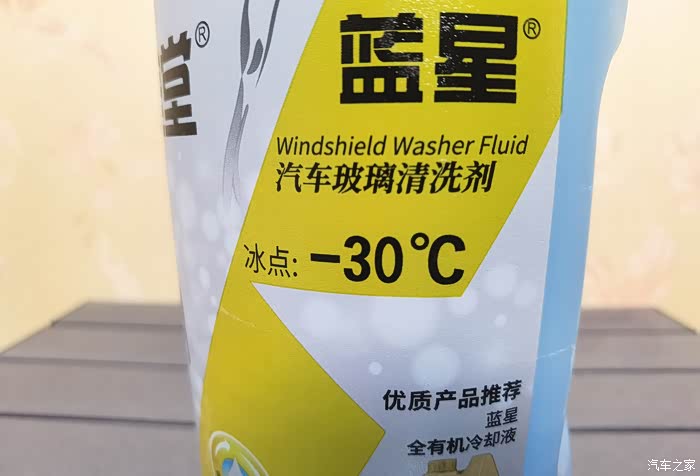 堂®
蓝星®
Windshield Washer Fluid
汽车玻璃清洗剂
冰点: -30℃
优质产品推荐
蓝星
全有机冷却液
汽车之家